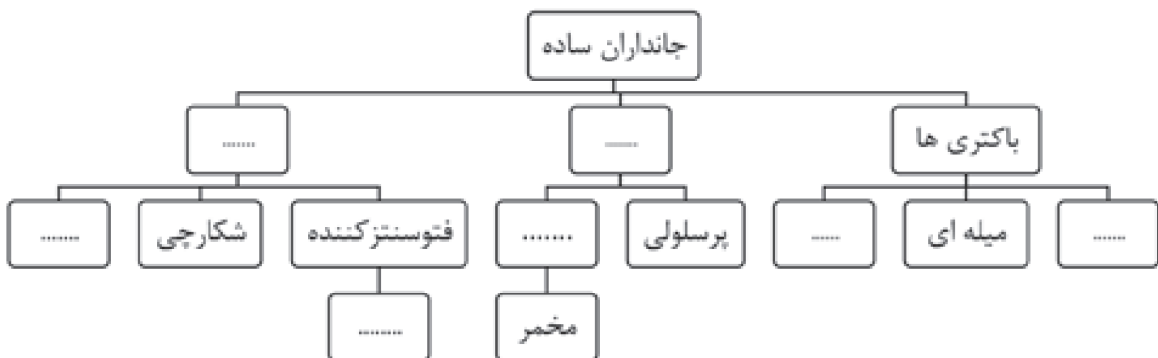 جانداران ساده
باکتری ها
......
.......
.......
میله ای
......
پرسلولی
.......
فتوسنتزکننده
شکارچی
........
مخمر
.........